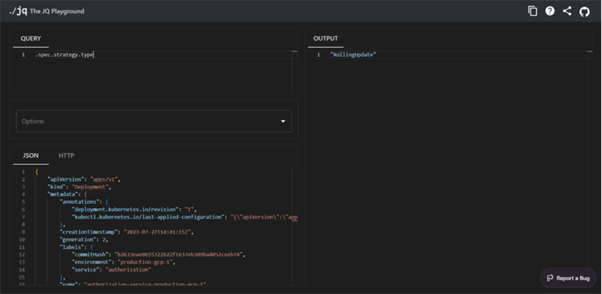 ./jq The JQ Playground
QUERY
1 .spec.strategy.type
OUTPUT
1 "RollingUpdate"
Options
JSON HTTP
1 {
2 "apiVersion": "apps/v1",
3 "kind": "Deployment",
4 "metadata": {
5 "annotations": {
6 "deployment.kubernetes.io/revision": "1",
7 "kubectl.kubernetes.io/last-applied-configuration": "{\"apiVersion\":\"app
8 },
9 "creationTimestamp": "2023-07-27T14:41:15Z",
10 "generation": 2,
11 "labels": {
12 "commitHash":
13 "environment": "production-gcp-1",
14 "service": "authorization"
15 },
16 "name": "authorization-service-production-gcp-1",
Report a Bug